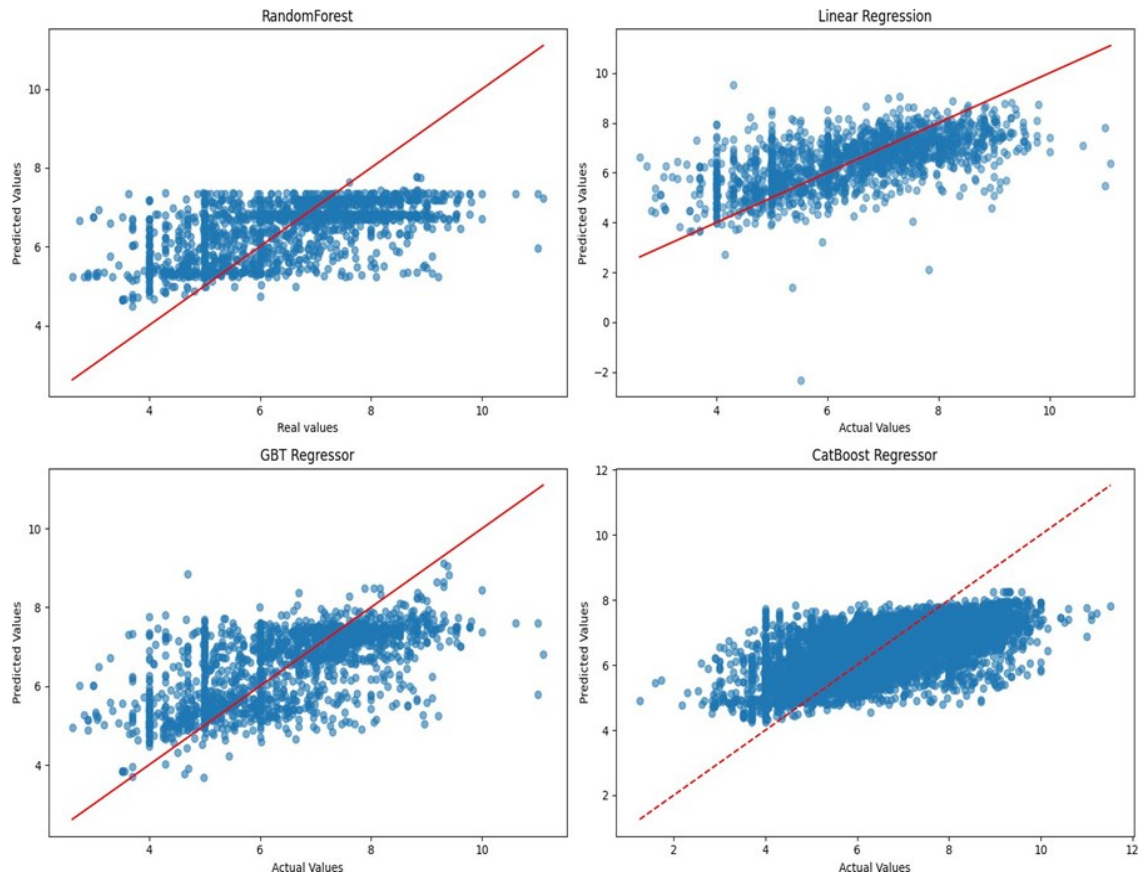 RandomForest
10
8
6
4
Predicted Values
4 6 8 10
Real values
Linear Regression
10
8
6
4
2
0
−2
Predicted Values
4 6 8 10
Actual Values
GBT Regressor
10
8
6
4
Predicted Values
4 6 8 10
Actual Values
CatBoost Regressor
12
10
8
6
4
2
Predicted Values
2 4 6 8 10 12
Actual Values